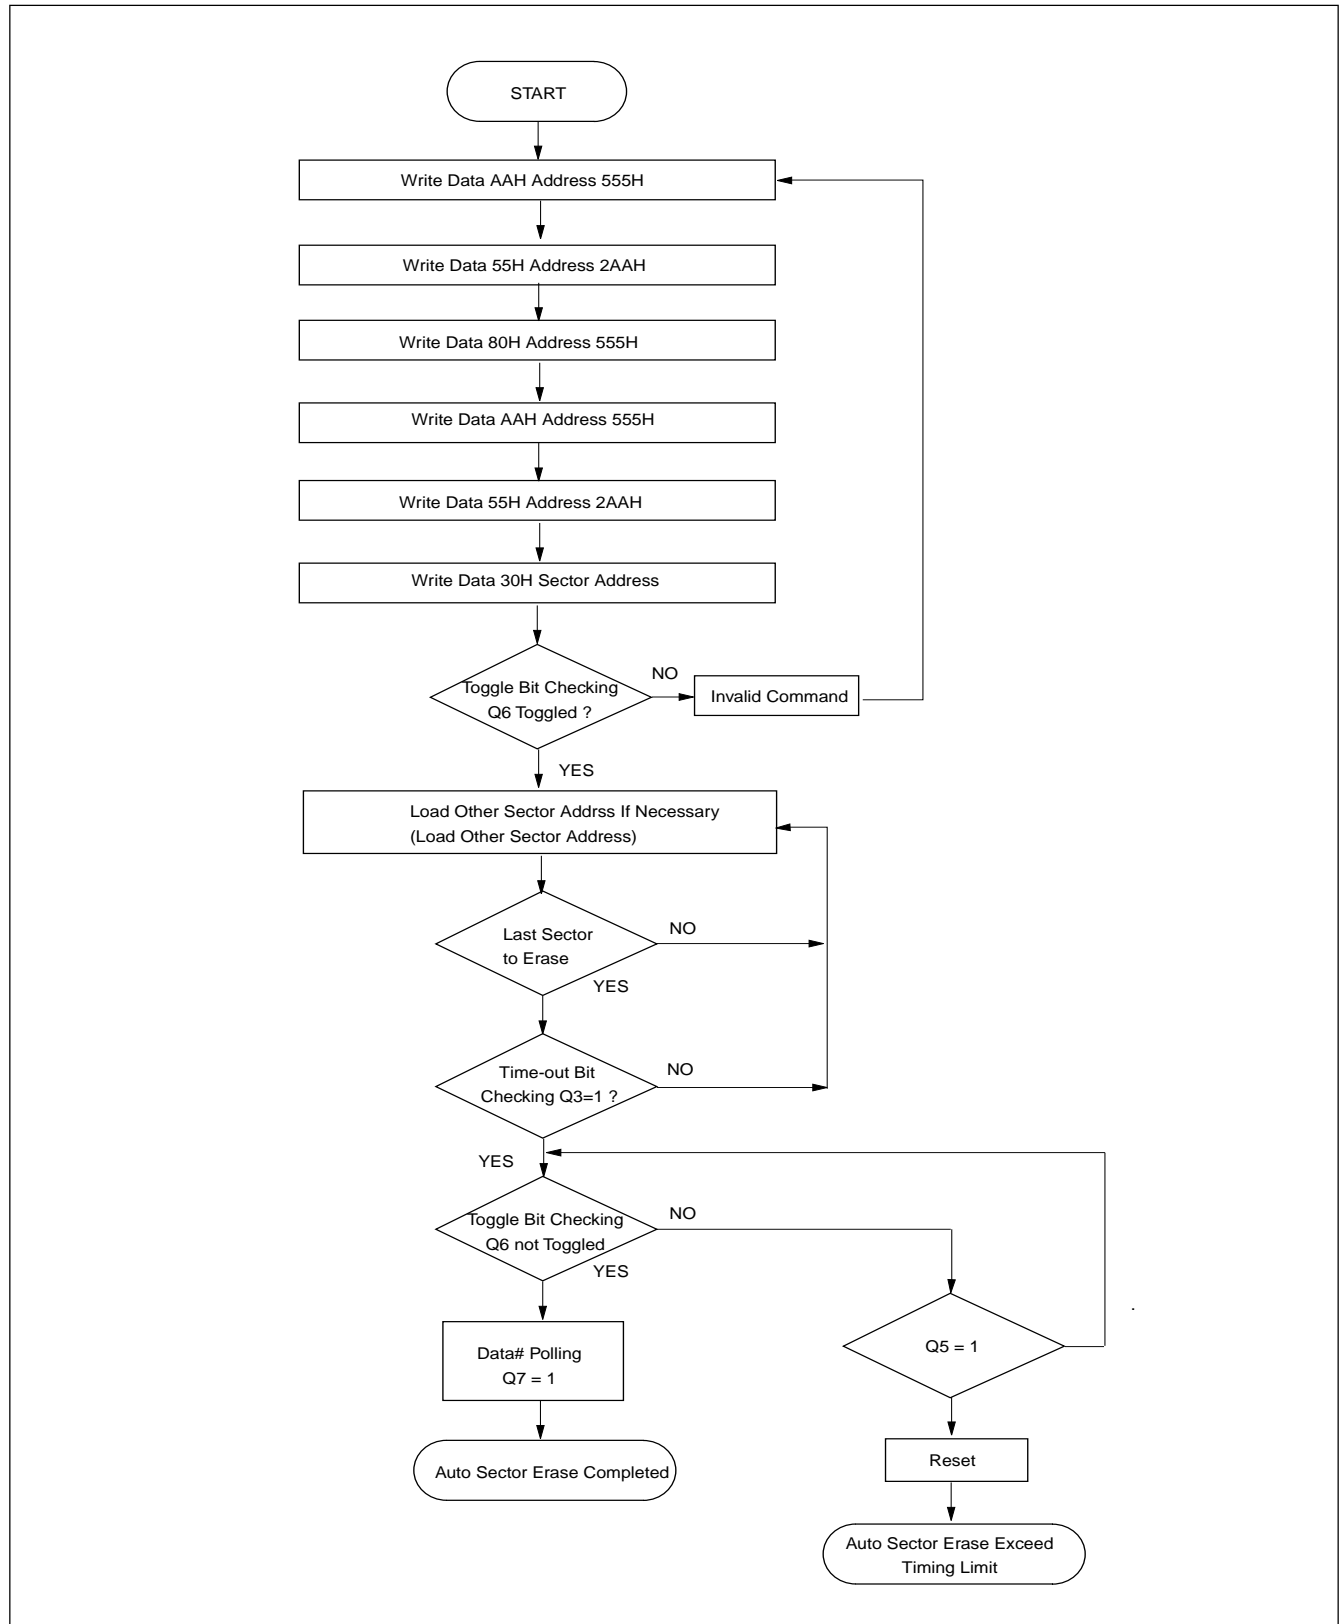 START
Write Data AAH Address 555H
Write Data 55H Address 2AAH
Write Data 80H Address 555H
Write Data AAH Address 555H
Write Data 55H Address 2AAH
Write Data 30H Sector Address
Toggle Bit Checking
Q6 Toggled ?
NO
Invalid Command
YES
Load Other Sector Addrss If Necessary
(Load Other Sector Address)
Last Sector
to Erase
NO
YES
Time-out Bit
Checking Q3=1 ?
NO
YES
Toggle Bit Checking
Q6 not Toggled
NO
YES
Q5 = 1
Data# Polling
Q7 = 1
Reset
Auto Sector Erase Completed
Auto Sector Erase Exceed
Timing Limit